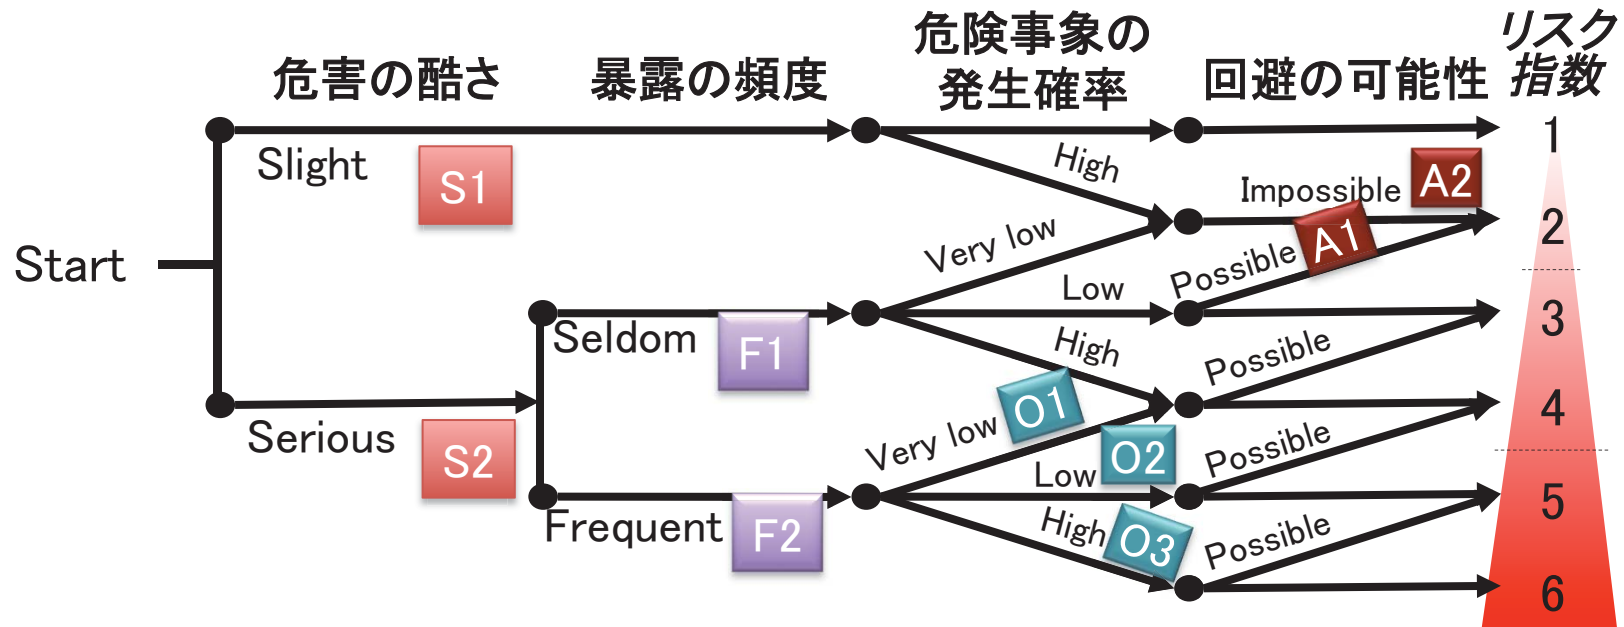 危害の酷さ
暴露の頻度
危険事象の
発生確率
回避の可能性
リスク
指数
Start
Slight
S1
Serious
S2
Seldom
F1
Frequent
F2
High
Very low
Low
High
Very low
O1
Low
O2
High
O3
Impossible
A2
Possible
A1
Possible
Possible
Possible
1
2
3
4
5
6